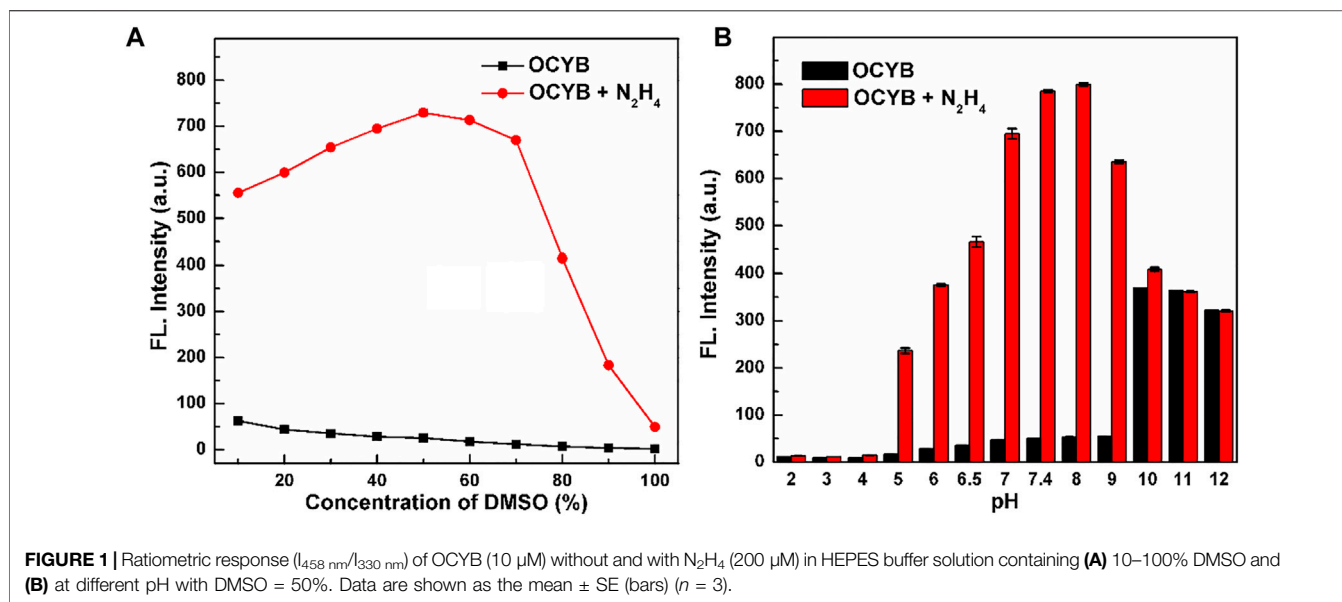 A
OCYB
OCYB + N₂H₄
800
700
600
500
400
300
200
100
0
FL. Intensity (a.u.)
20 40 60 80 100
Concentration of DMSO (%)
B
OCYB
OCYB + N₂H₄
800
700
600
500
400
300
200
100
0
FL. Intensity (a.u.)
2 3 4 5 6 6.5 7 7.4 8 9 10 11 12
pH
FIGURE 1 | Ratiometric response (I₄₅₈ ₙₘ/I₃₃₀ ₙₘ) of OCYB (10 µM) without and with N₂H₄ (200 µM) in HEPES buffer solution containing (A) 10–100% DMSO and
(B) at different pH with DMSO = 50%. Data are shown as the mean ± SE (bars) (n = 3).